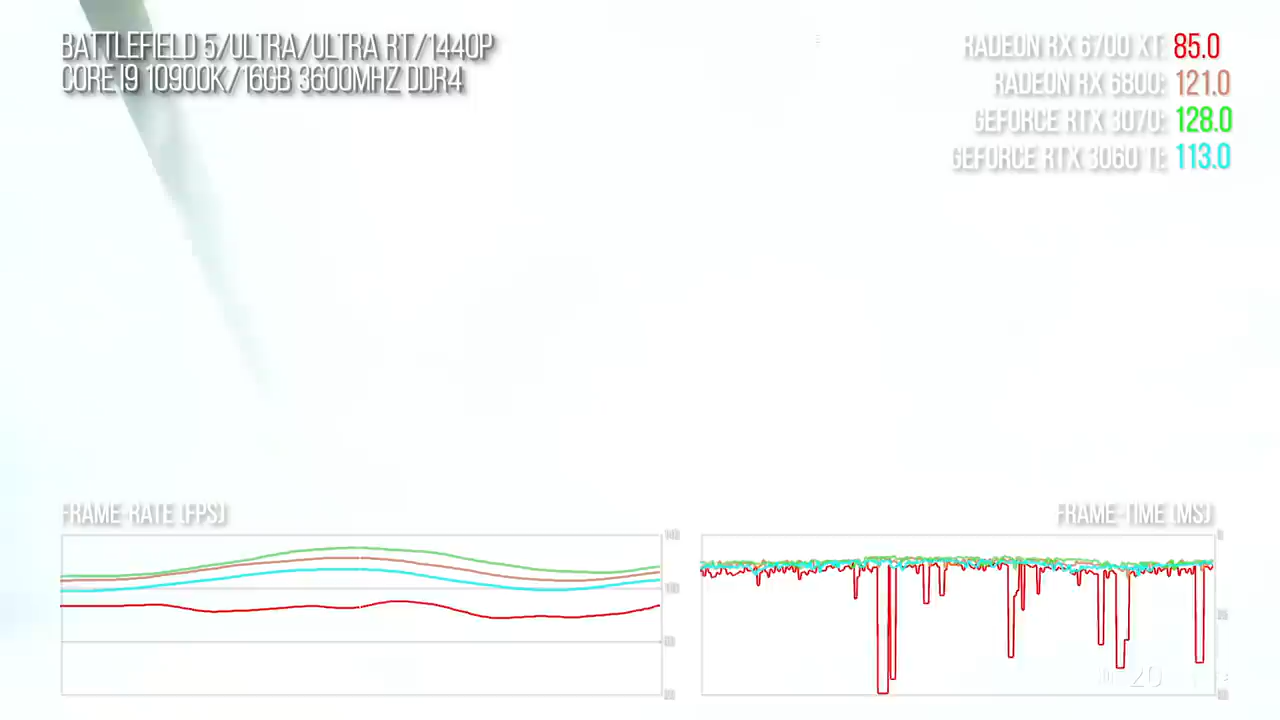 BATTLEFIELD 5/ULTRA/ULTRA RT/1440P
CORE I9 10900K/16GB 3600MHZ DDR4
RADEON RX 6700 XT: 85.0
RADEON RX 6800: 121.0
GEFORCE RTX 3070: 128.0
GEFORCE RTX 3060 TI: 113.0
FRAME-RATE (FPS)
FRAME-TIME (MS)
20